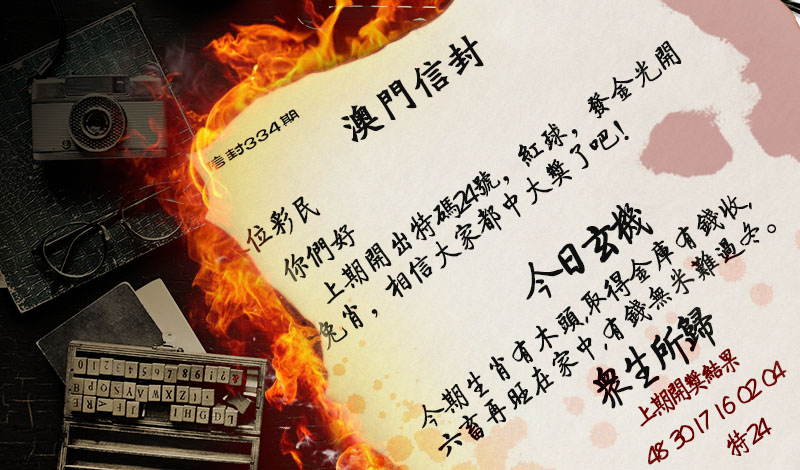 澳門信封
信封334期
位彩民
你們好
上期開出特碼24號，紅球，發金光開
兔肖，相信大家都中大獎了吧！
今日玄機
今期生肖有木頭,取得金庫有錢收,
六畜再旺在家中,有錢無米難過冬。
眾生所歸
上期開獎結果
48 30 17 16 02 04
特24